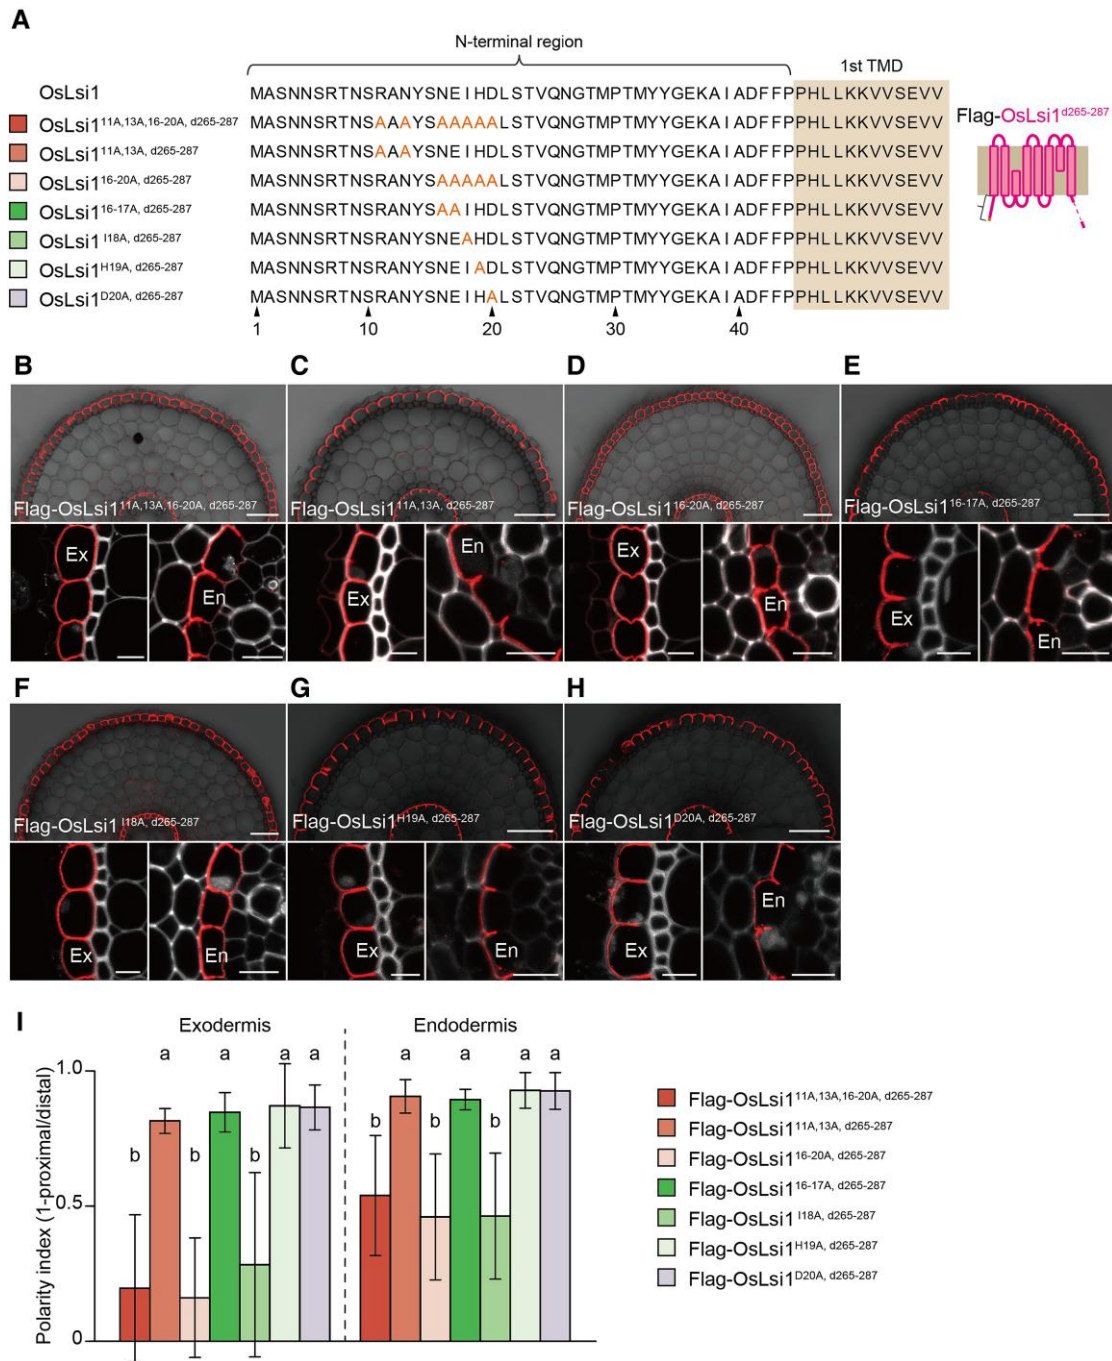 A
N-terminal region
1st TMD
OsLsi1 MASNNSRTNSRANYSNEIHDLSTVQNGTMPTMYYGEKAIADFFPPHLLKKVVSEVV
OsLsi1 11A,13A,16-20A, d265-287 MASNNSRTNSAAAYSAAAAALSTVQNGTMPTMYYGEKAIADFFPPHLLKKVVSEVV
OsLsi1 11A,13A, d265-287 MASNNSRTNSAAAYSNEIHDLSTVQNGTMPTMYYGEKAIADFFPPHLLKKVVSEVV
OsLsi1 16-20A, d265-287 MASNNSRTNSRANYSAAAAALSTVQNGTMPTMYYGEKAIADFFPPHLLKKVVSEVV
OsLsi1 16-17A, d265-287 MASNNSRTNSRANYSAAIHDLSTVQNGTMPTMYYGEKAIADFFPPHLLKKVVSEVV
OsLsi1 I18A, d265-287 MASNNSRTNSRANYSNEAHDLSTVQNGTMPTMYYGEKAIADFFPPHLLKKVVSEVV
OsLsi1 H19A, d265-287 MASNNSRTNSRANYSNEIADLSTVQNGTMPTMYYGEKAIADFFPPHLLKKVVSEVV
OsLsi1 D20A, d265-287 MASNNSRTNSRANYSNEIHALSTVQNGTMPTMYYGEKAIADFFPPHLLKKVVSEVV
1 10 20 30 40
Flag-OsLsi1 d265-287
B C D E
Flag-OsLsi1 11A,13A,16-20A, d265-287
Flag-OsLsi1 11A,13A, d265-287
Flag-OsLsi1 16-20A, d265-287
Flag-OsLsi1 16-17A, d265-287
Ex En Ex En Ex En Ex En
F G H
Flag-OsLsi1 I18A, d265-287
Flag-OsLsi1 H19A, d265-287
Flag-OsLsi1 D20A, d265-287
Ex En Ex En Ex En
I
Exodermis Endodermis
Polarity index (1-proximal/distal)
1.0
0.5
0
b a b a b a a
b a b a b a a
Flag-OsLsi1 11A,13A,16-20A, d265-287
Flag-OsLsi1 11A,13A, d265-287
Flag-OsLsi1 16-20A, d265-287
Flag-OsLsi1 16-17A, d265-287
Flag-OsLsi1 I18A, d265-287
Flag-OsLsi1 H19A, d265-287
Flag-OsLsi1 D20A, d265-287